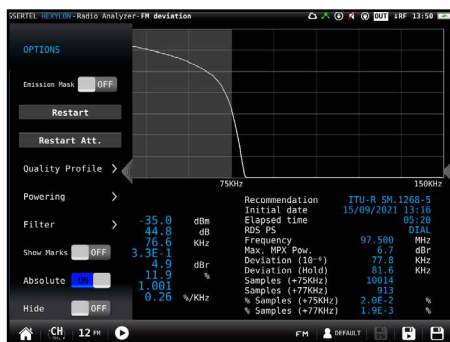 SSERTEL HEXYLON-Radio Analyzer-FM deviation OUT iRF 13:50
OPTIONS
Emission Mask OFF
Restart
Restart Att.
Quality Profile >
Powering >
Filter >
Show Marks OFF
Absolute ON
Hide OFF
75KHz 150KHz
-35.0 dBm
44.8 dB
76.6 KHz
3.3E-1
4.9 dBr
11.9 %
1.001
0.26 %/KHz
Recommendation ITU-R SM.1268-5
Initial date 15/09/2021 13:16
Elapsed time 05:20
RDS PS DIAL
Frequency 97.500 MHz
Max. MPX Pow. 6.7 dBr
Deviation (10⁻⁶) 77.8 KHz
Deviation (Hold) 81.6 KHz
Samples (+75KHz) 10014
Samples (+77KHz) 913
% Samples (+75KHz) 2.0E-2 %
% Samples (+77KHz) 1.9E-3 %
CH 12 FM FM DEFAULT